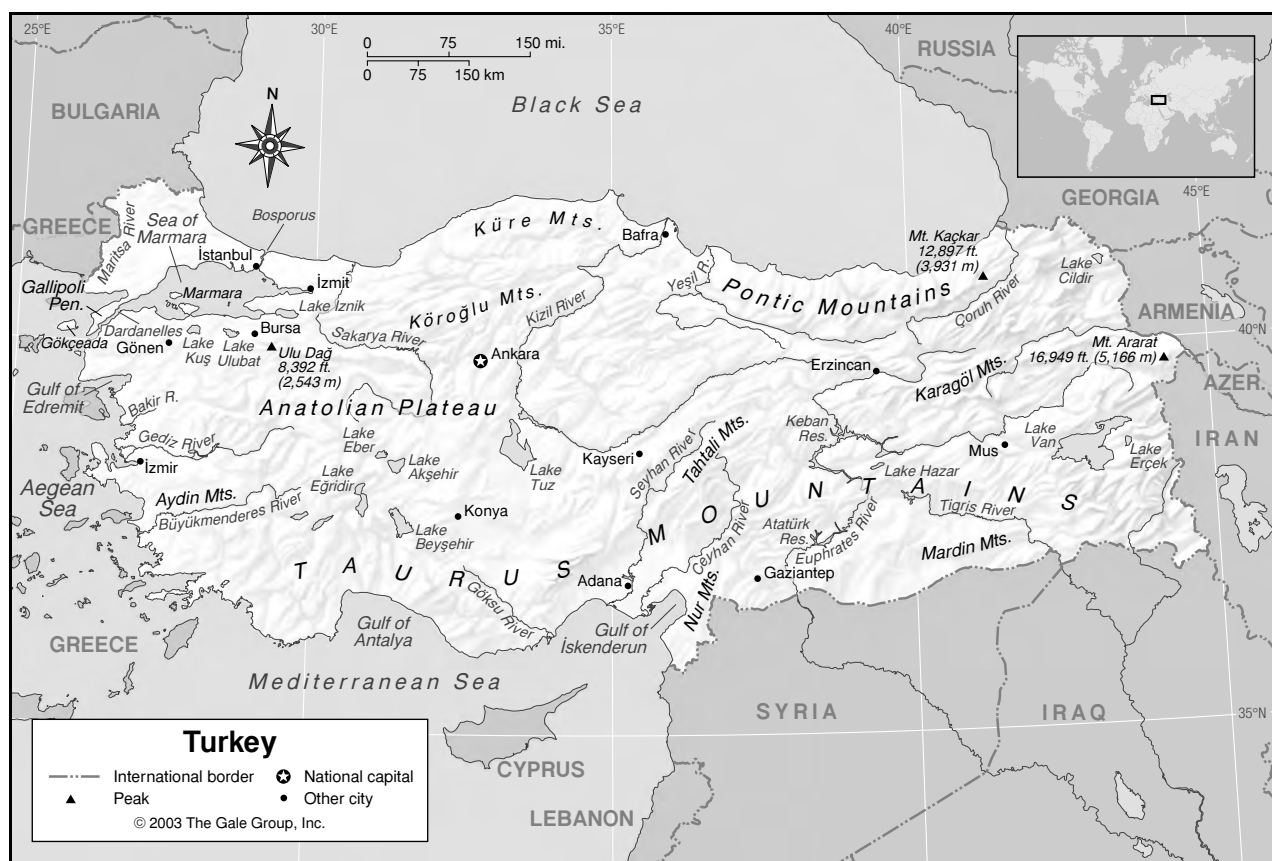 25°E
30°E
35°E
40°E
0 75 150 mi.
0 75 150 km
RUSSIA
N
Black Sea
BULGARIA
GEORGIA
45°E
GREECE
Maritsa River
Sea of
Marmara
Bosporus
İstanbul
Küre Mts.
Bafra
Mt. Kaçkar
12,897 ft.
(3,931 m)
Lake
Cildir
Gallipoli
Pen.
Marmara
İzmit
Lake İznik
Köroğlu Mts.
Kizil River
Yeşil R.
Pontic Mountains
Çoruh River
ARMENIA
40°N
Dardanelles
Gökçeada
Gönen
Lake
Kuş
Lake
Ulubat
Bursa
Ulu Dağ
8,392 ft.
(2,543 m)
Sakarya River
Ankara
Erzincan
Karagöl Mts.
Mt. Ararat
16,949 ft. (5,166 m)
AZER.
Gulf of
Edremit
Bakir R.
Anatolian Plateau
Gediz River
İzmir
Lake
Eber
Lake
Akşehir
Lake
Tuz
Kayseri
Seyhan River
Tantali Mts.
Keban
Res.
Mus
Lake
Van
Lake
Erçek
IRAN
Aegean
Sea
Aydin Mts.
Büyükmenderes River
Lake
Eğridir
Konya
Lake
Beyşehir
Lake Hazar
Tigris River
TAURUS MOUNTAINS
Ceyhan River
Atatürk
Res.
Euphrates River
Mardin Mts.
Adana
Göksu River
Nur Mts.
Gaziantep
GREECE
Gulf of
Antalya
Gulf of
İskenderun
Mediterranean Sea
SYRIA
IRAQ
35°N
CYPRUS
LEBANON
Turkey
International border
National capital
Peak
Other city
© 2003 The Gale Group, Inc.